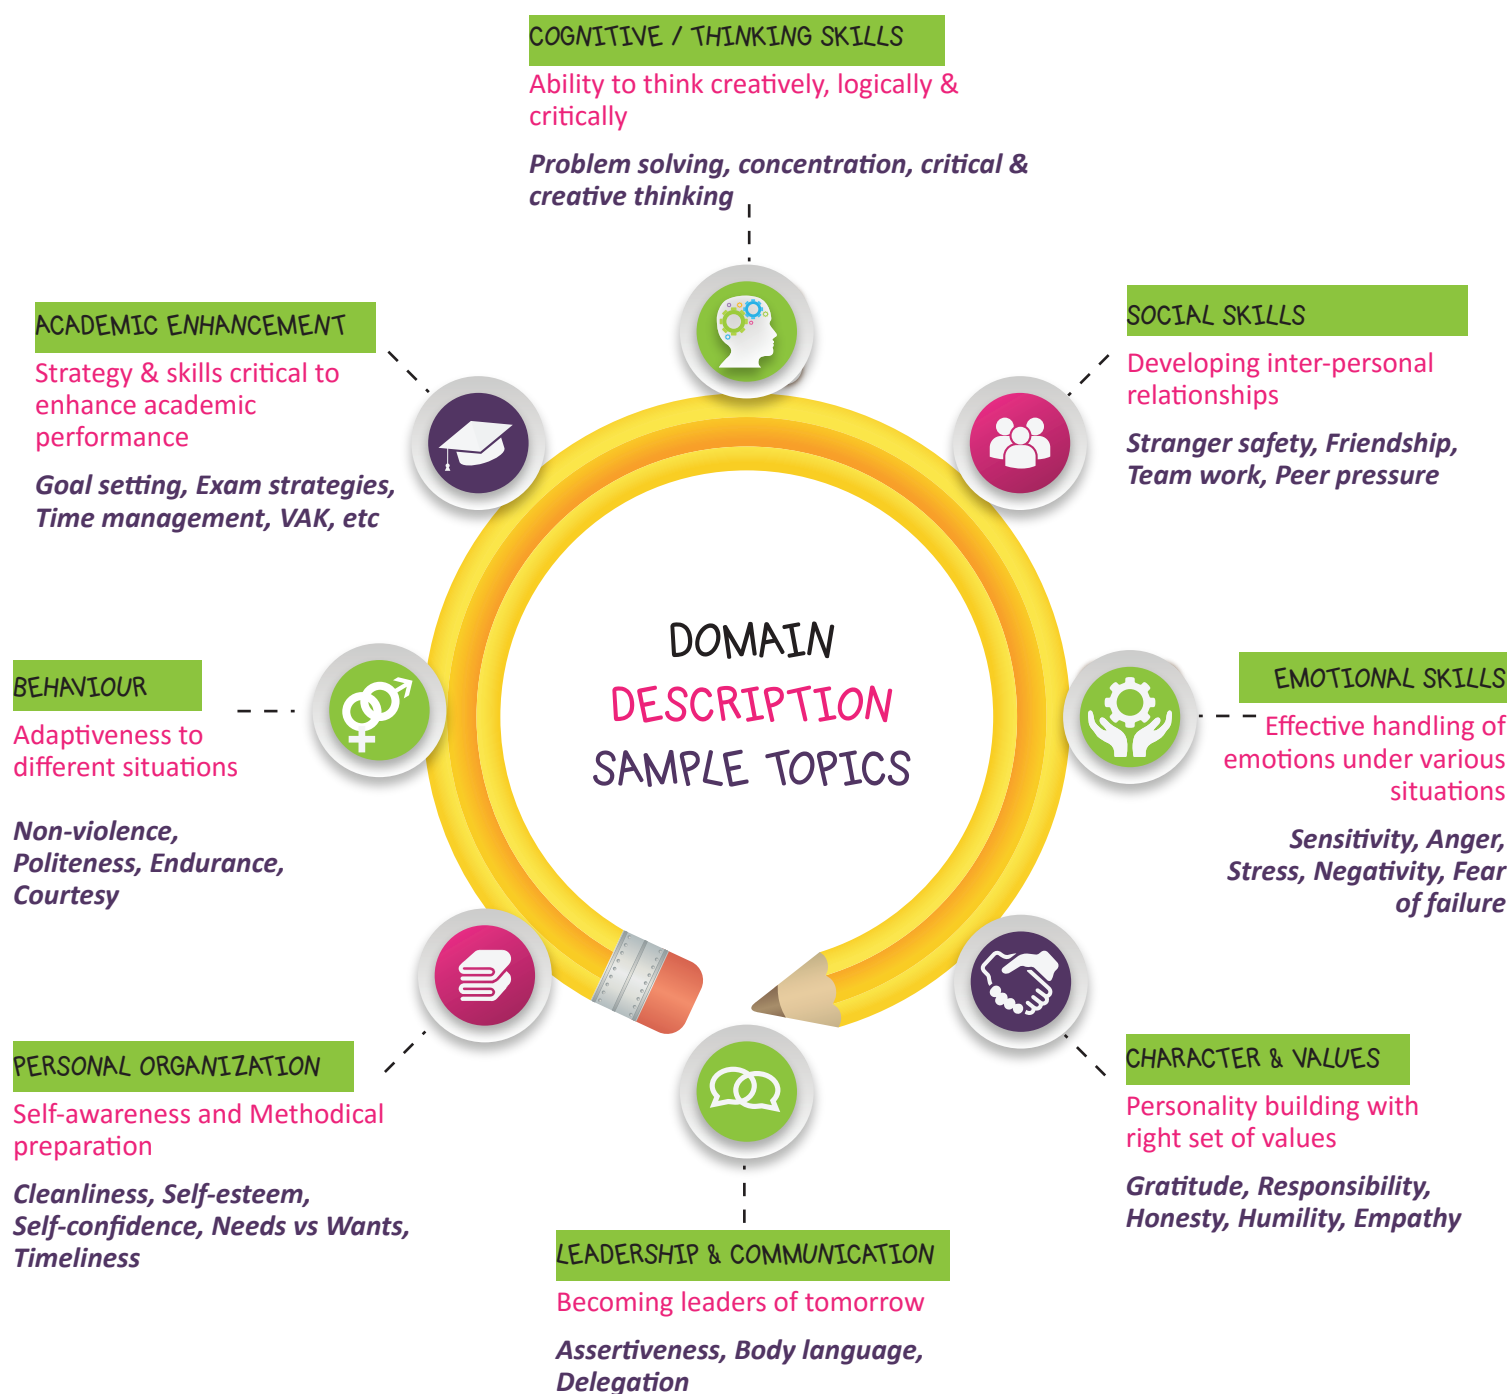 COGNITIVE / THINKING SKILLS
Ability to think creatively, logically &
critically
Problem solving, concentration, critical &
creative thinking
SOCIAL SKILLS
Developing inter-personal
relationships
Stranger safety, Friendship,
Team work, Peer pressure
EMOTIONAL SKILLS
Effective handling of
emotions under various
situations
Sensitivity, Anger,
Stress, Negativity, Fear
of failure
CHARACTER & VALUES
Personality building with
right set of values
Gratitude, Responsibility,
Honesty, Humility, Empathy
LEADERSHIP & COMMUNICATION
Becoming leaders of tomorrow
Assertiveness, Body language,
Delegation
PERSONAL ORGANIZATION
Self-awareness and Methodical
preparation
Cleanliness, Self-esteem,
Self-confidence, Needs vs Wants,
Timeliness
BEHAVIOUR
Adaptiveness to
different situations
Non-violence,
Politeness, Endurance,
Courtesy
ACADEMIC ENHANCEMENT
Strategy & skills critical to
enhance academic
performance
Goal setting, Exam strategies,
Time management, VAK, etc
DOMAIN
DESCRIPTION
SAMPLE TOPICS